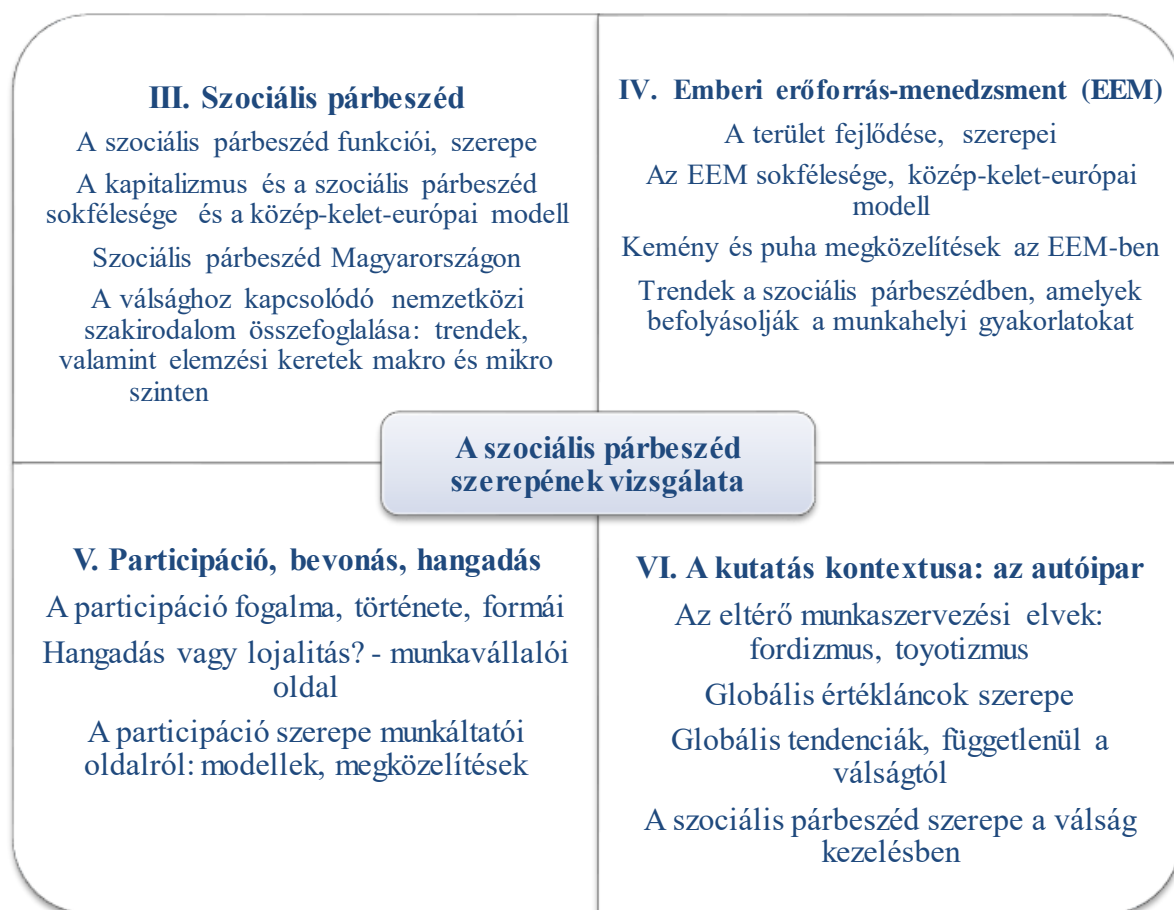 III. Szociális párbeszéd
A szociális párbeszéd funkciói, szerepe
A kapitalizmus és a szociális párbeszéd
sokfélesége és a közép-kelet-európai modell
Szociális párbeszéd Magyarországon
A válsághoz kapcsolódó nemzetközi
szakirodalom összefoglalása: trendek,
valamint elemzési keretek makro és mikro
szinten
IV. Emberi erőforrás-menedzsment (EEM)
A terület fejlődése, szerepei
Az EEM sokfélesége, közép-kelet-európai
modell
Kemény és puha megközelítések az EEM-ben
Trendek a szociális párbeszédben, amelyek
befolyásolják a munkahelyi gyakorlatokat
A szociális párbeszéd
szerepének vizsgálata
V. Participáció, bevonás, hangadás
A participáció fogalma, története, formái
Hangadás vagy lojalitás? - munkavállalói
oldal
A participáció szerepe munkáltatói
oldalról: modellek, megközelítések
VI. A kutatás kontextusa: az autóipar
Az eltérő munkaszervezési elvek:
fordizmus, toyotizmus
Globális értékláncok szerepe
Globális tendenciák, függetlenül a
válságtól
A szociális párbeszéd szerepe a válság
kezelésben